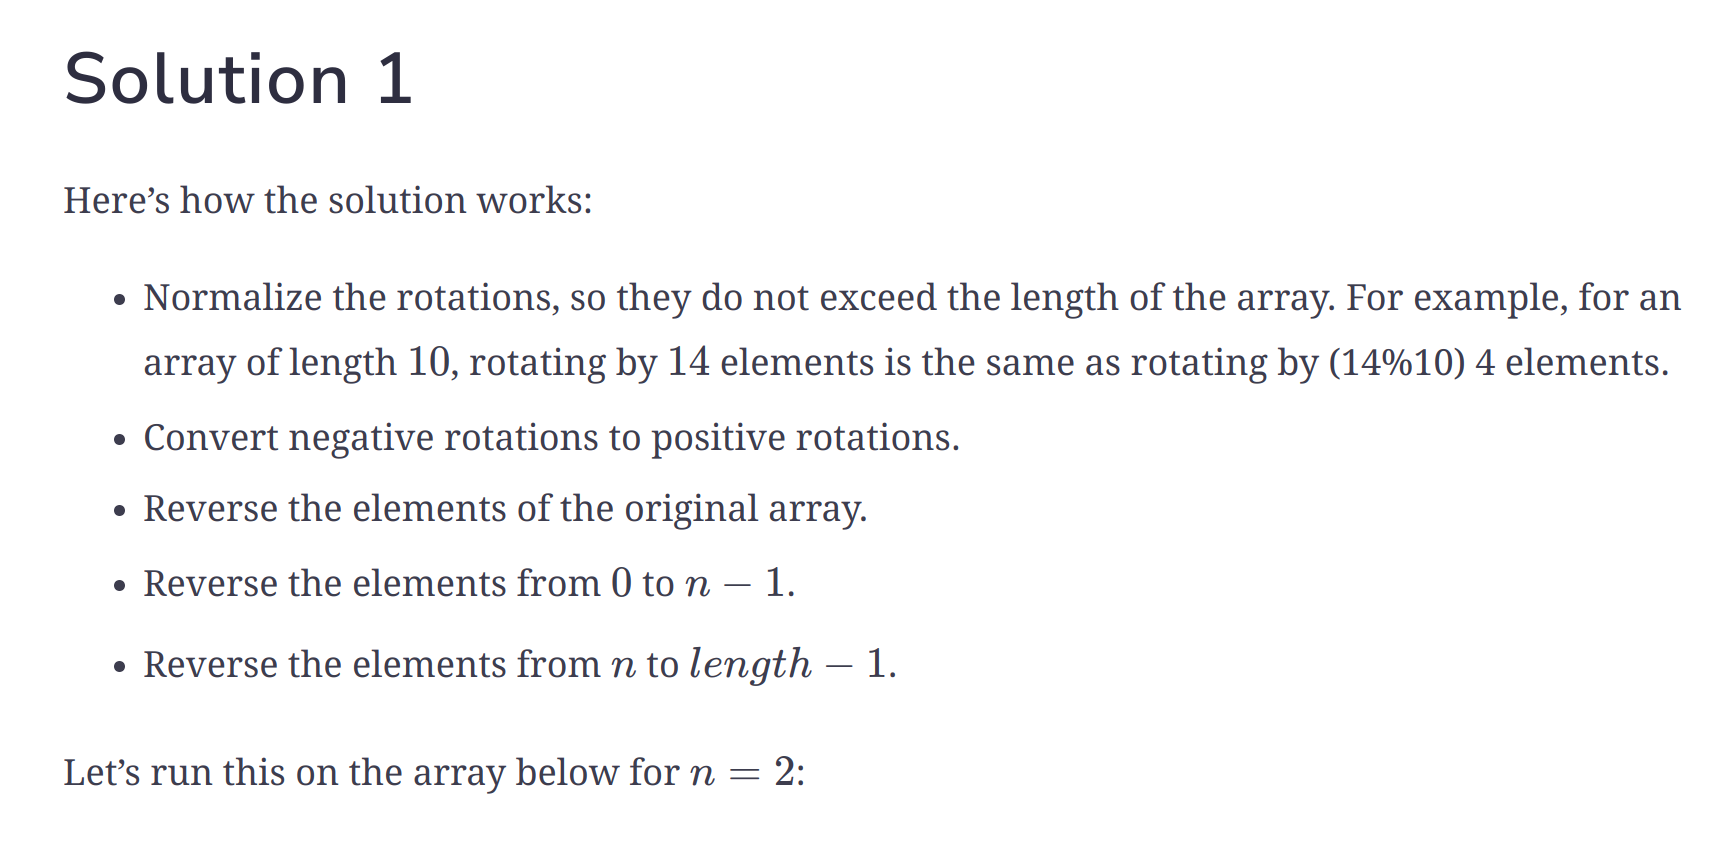 Solution 1
Here’s how the solution works:
• Normalize the rotations, so they do not exceed the length of the array. For example, for an
array of length 10, rotating by 14 elements is the same as rotating by (14%10) 4 elements.
• Convert negative rotations to positive rotations.
• Reverse the elements of the original array.
• Reverse the elements from 0 to n − 1.
• Reverse the elements from n to length − 1.
Let’s run this on the array below for n = 2: